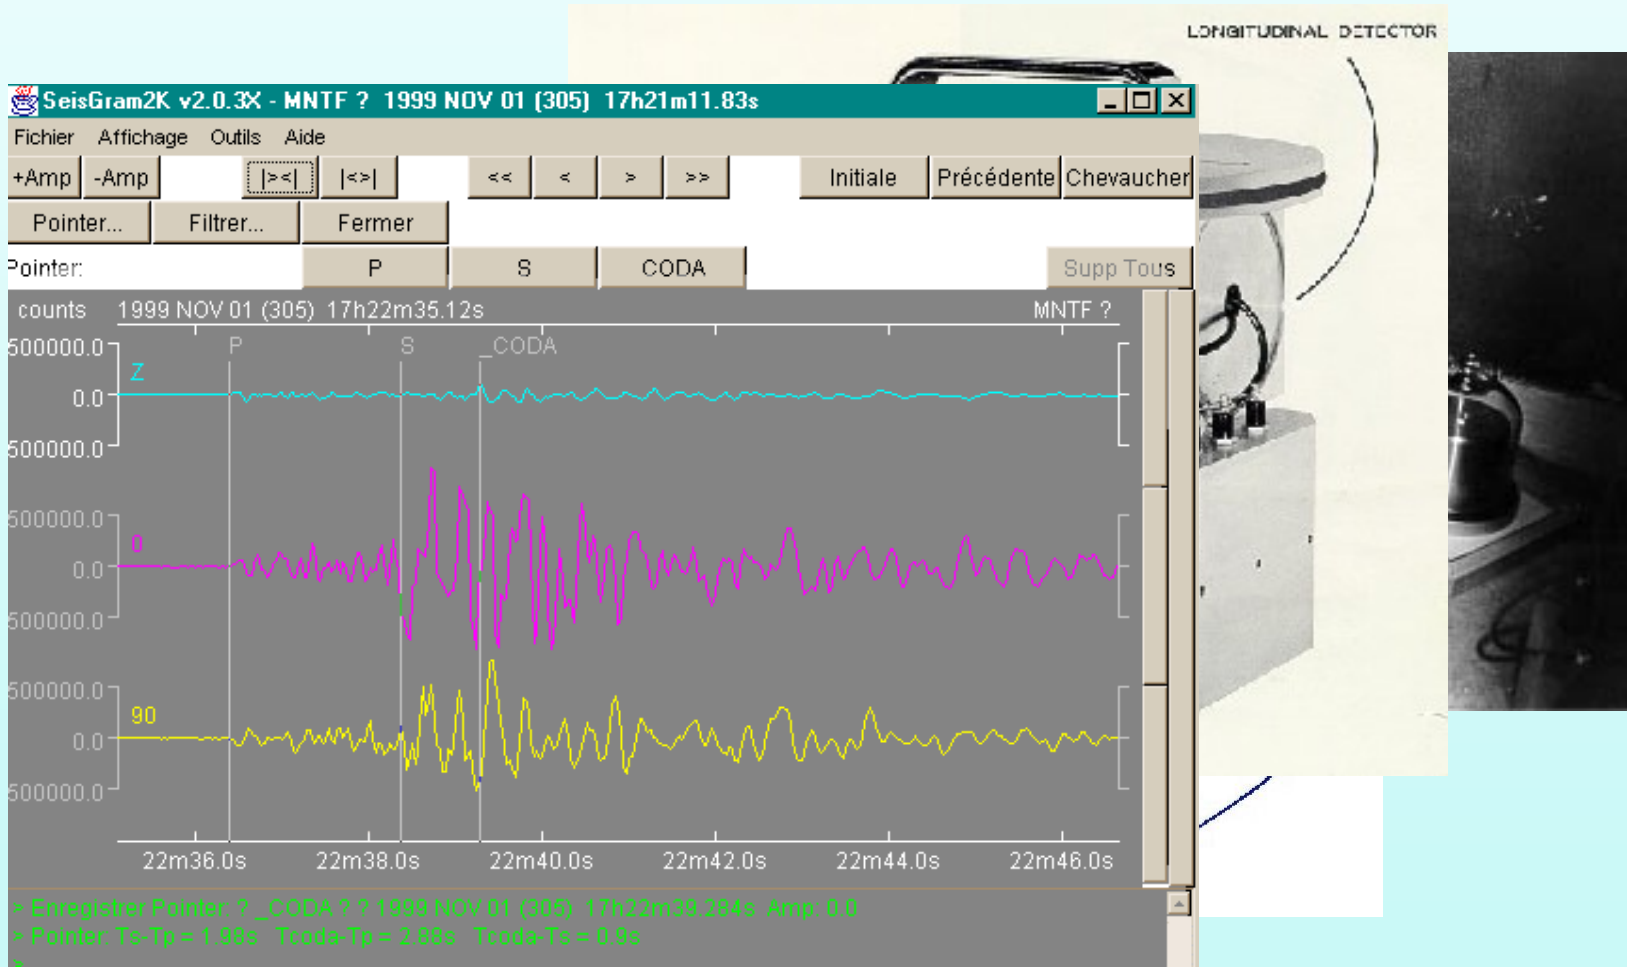 LONGITUDINAL DETECTOR
SeisGram2K v2.0.3X - MNTF ? 1999 NOV 01 (305) 17h21m11.83s
Fichier Affichage Outils Aide
+Amp -Amp |><| |<>| << < > >> Initiale Précédente Chevaucher
Pointer... Filtrer... Fermer
Pointer: P S CODA Supp Tous
counts 1999 NOV 01 (305) 17h22m35.12s MNTF ?
P S _CODA
500000.0
Z
0.0
500000.0
500000.0
0
0.0
500000.0
500000.0
90
0.0
500000.0
22m36.0s 22m38.0s 22m40.0s 22m42.0s 22m44.0s 22m46.0s
> Enregistrer Pointer: ? _CODA ? ? 1999 NOV 01 (305) 17h22m39.284s Amp: 0.0
> Pointer: Ts-Tp = 1.98s Tcoda-Tp = 2.88s Tcoda-Ts = 0.9s
>